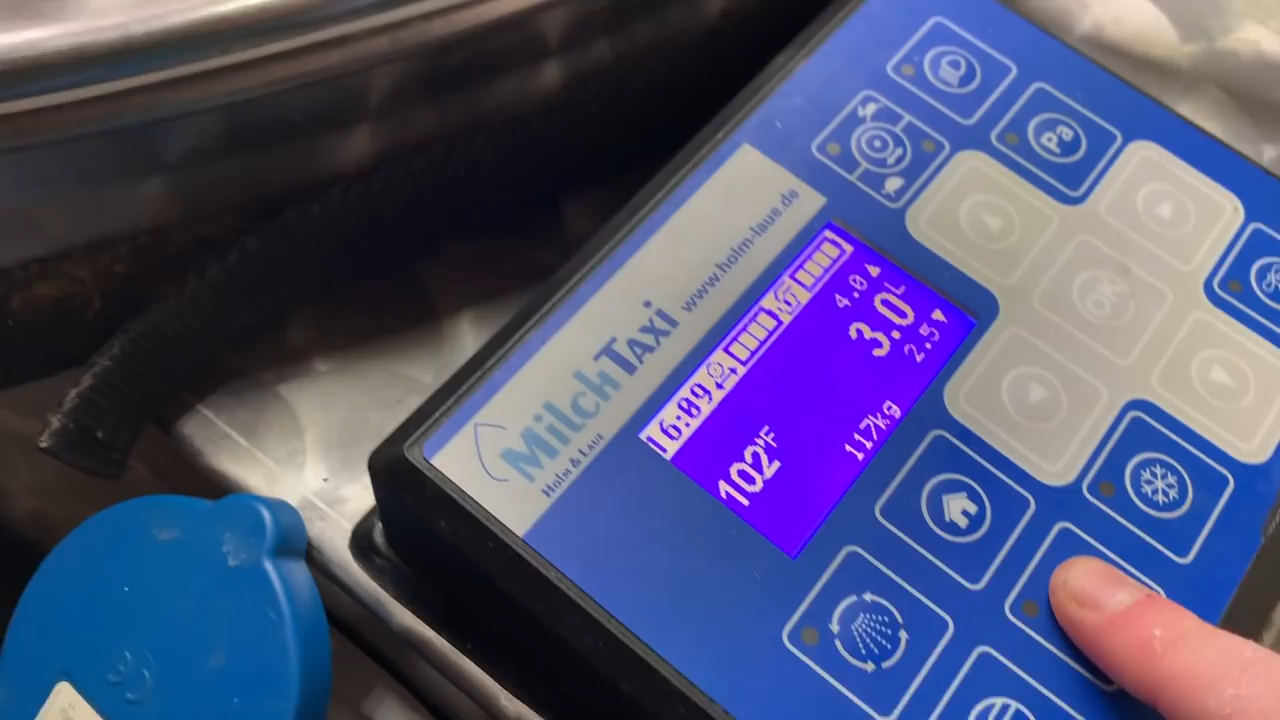 Pa
www.holm-laue.de
MilchTaxi
Holm & Laue
OK
16:09
4.0▲
3.0L
2.5▼
102°F
117kg